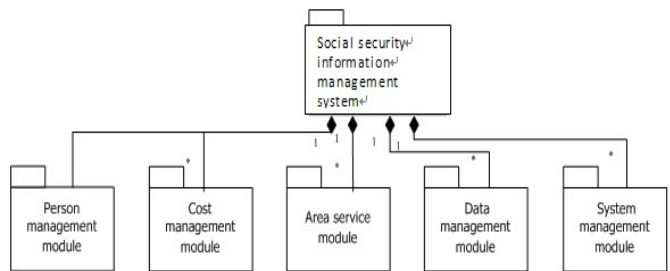 Social security↵
information↵
management
system↵
1
1
1
1
*
*
*
*
Person
management
module
Cost
management
module
Area service
module
Data
management
module
System
management
module